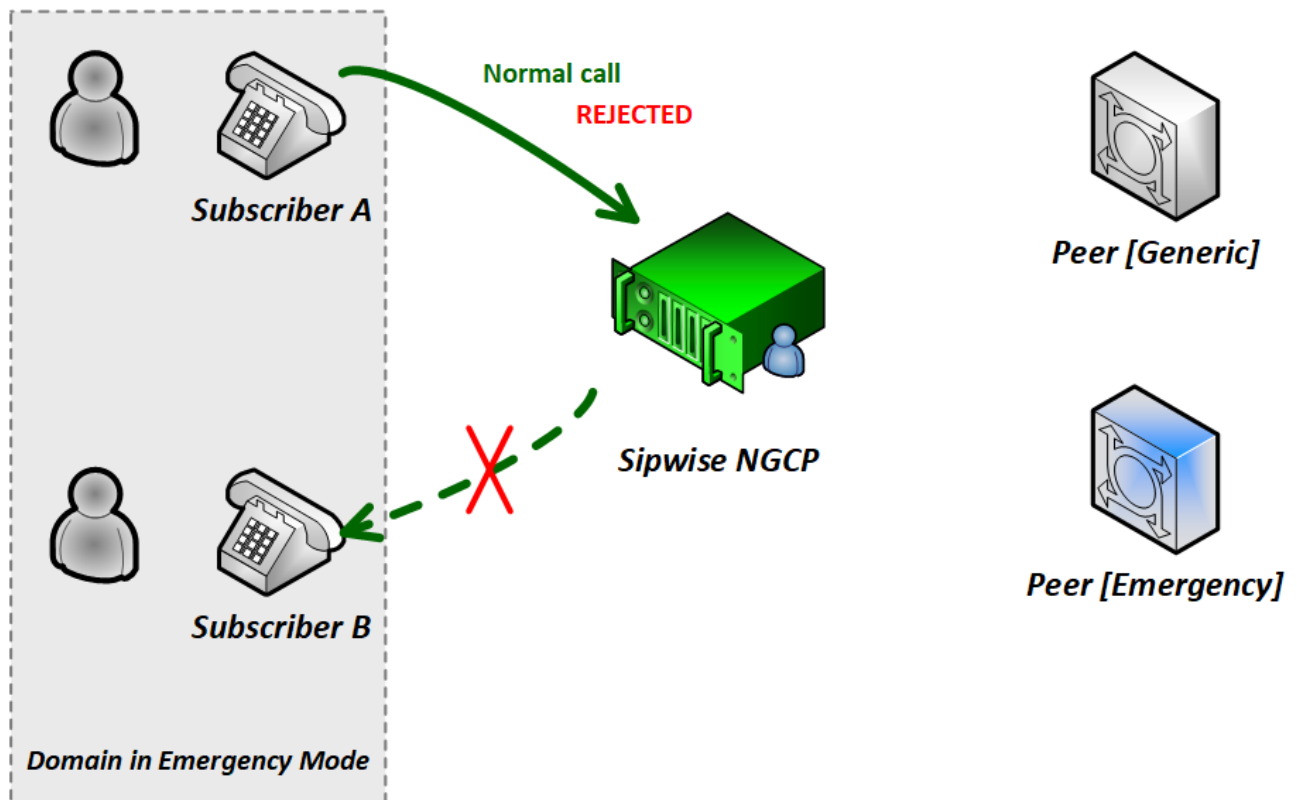 Normal call
REJECTED
Subscriber A
Peer [Generic]
Sipwise NGCP
Peer [Emergency]
Subscriber B
Domain in Emergency Mode